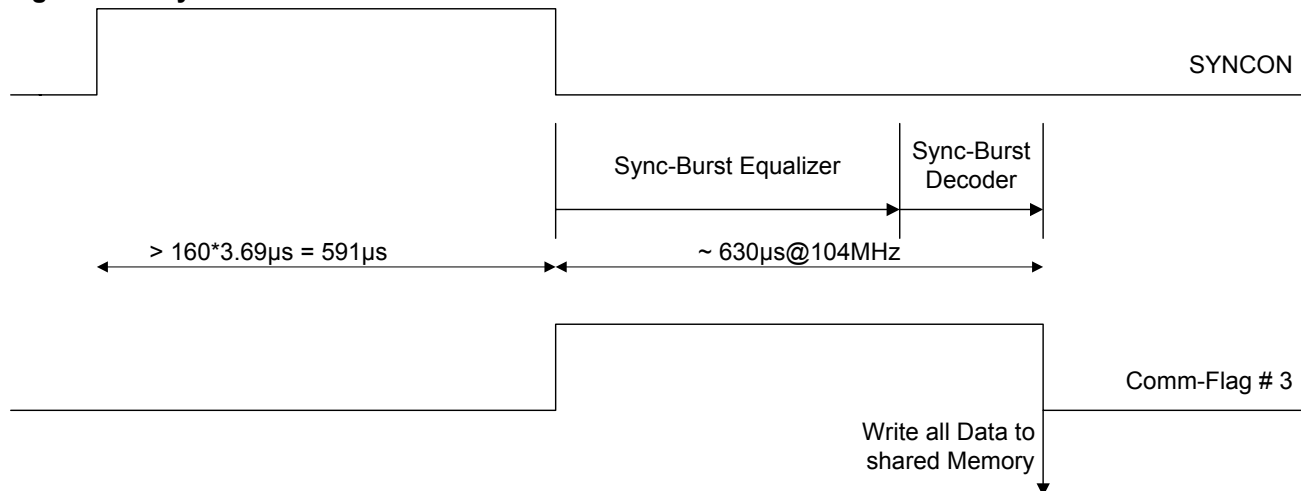 SYNCON
Sync-Burst Equalizer
Sync-Burst
Decoder
> 160*3.69µs = 591µs
~ 630µs@104MHz
Comm-Flag # 3
Write all Data to
shared Memory